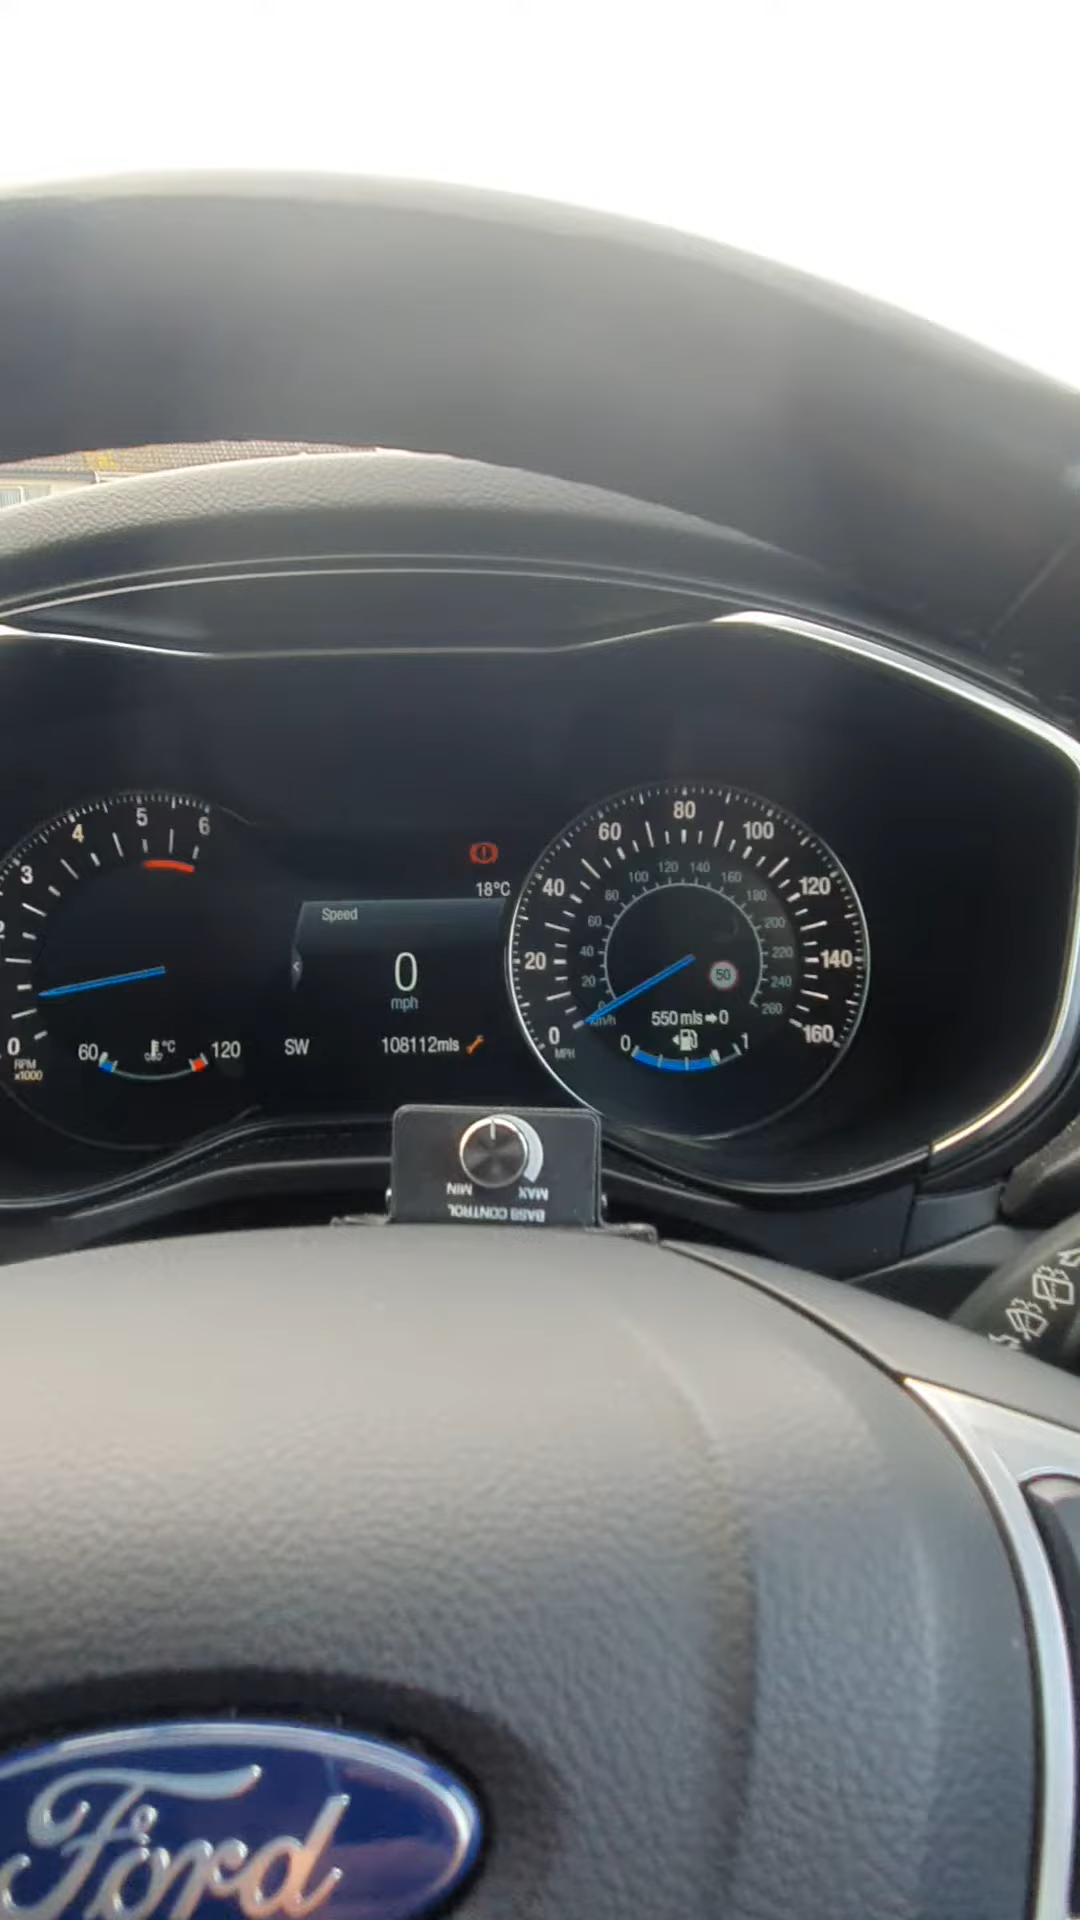 2
3
4
5
6
0
RPM
x1000
60
°C
120
18°C
Speed
<
0
mph
SW
108112mls
0
20
40
60
80
100
120
140
160
MPH
0
20
40
60
80
100
120
140
160
180
200
220
240
260
km/h
50
550 mls➡0
0
1
MIN
MAX
BASS CONTROL
Ford